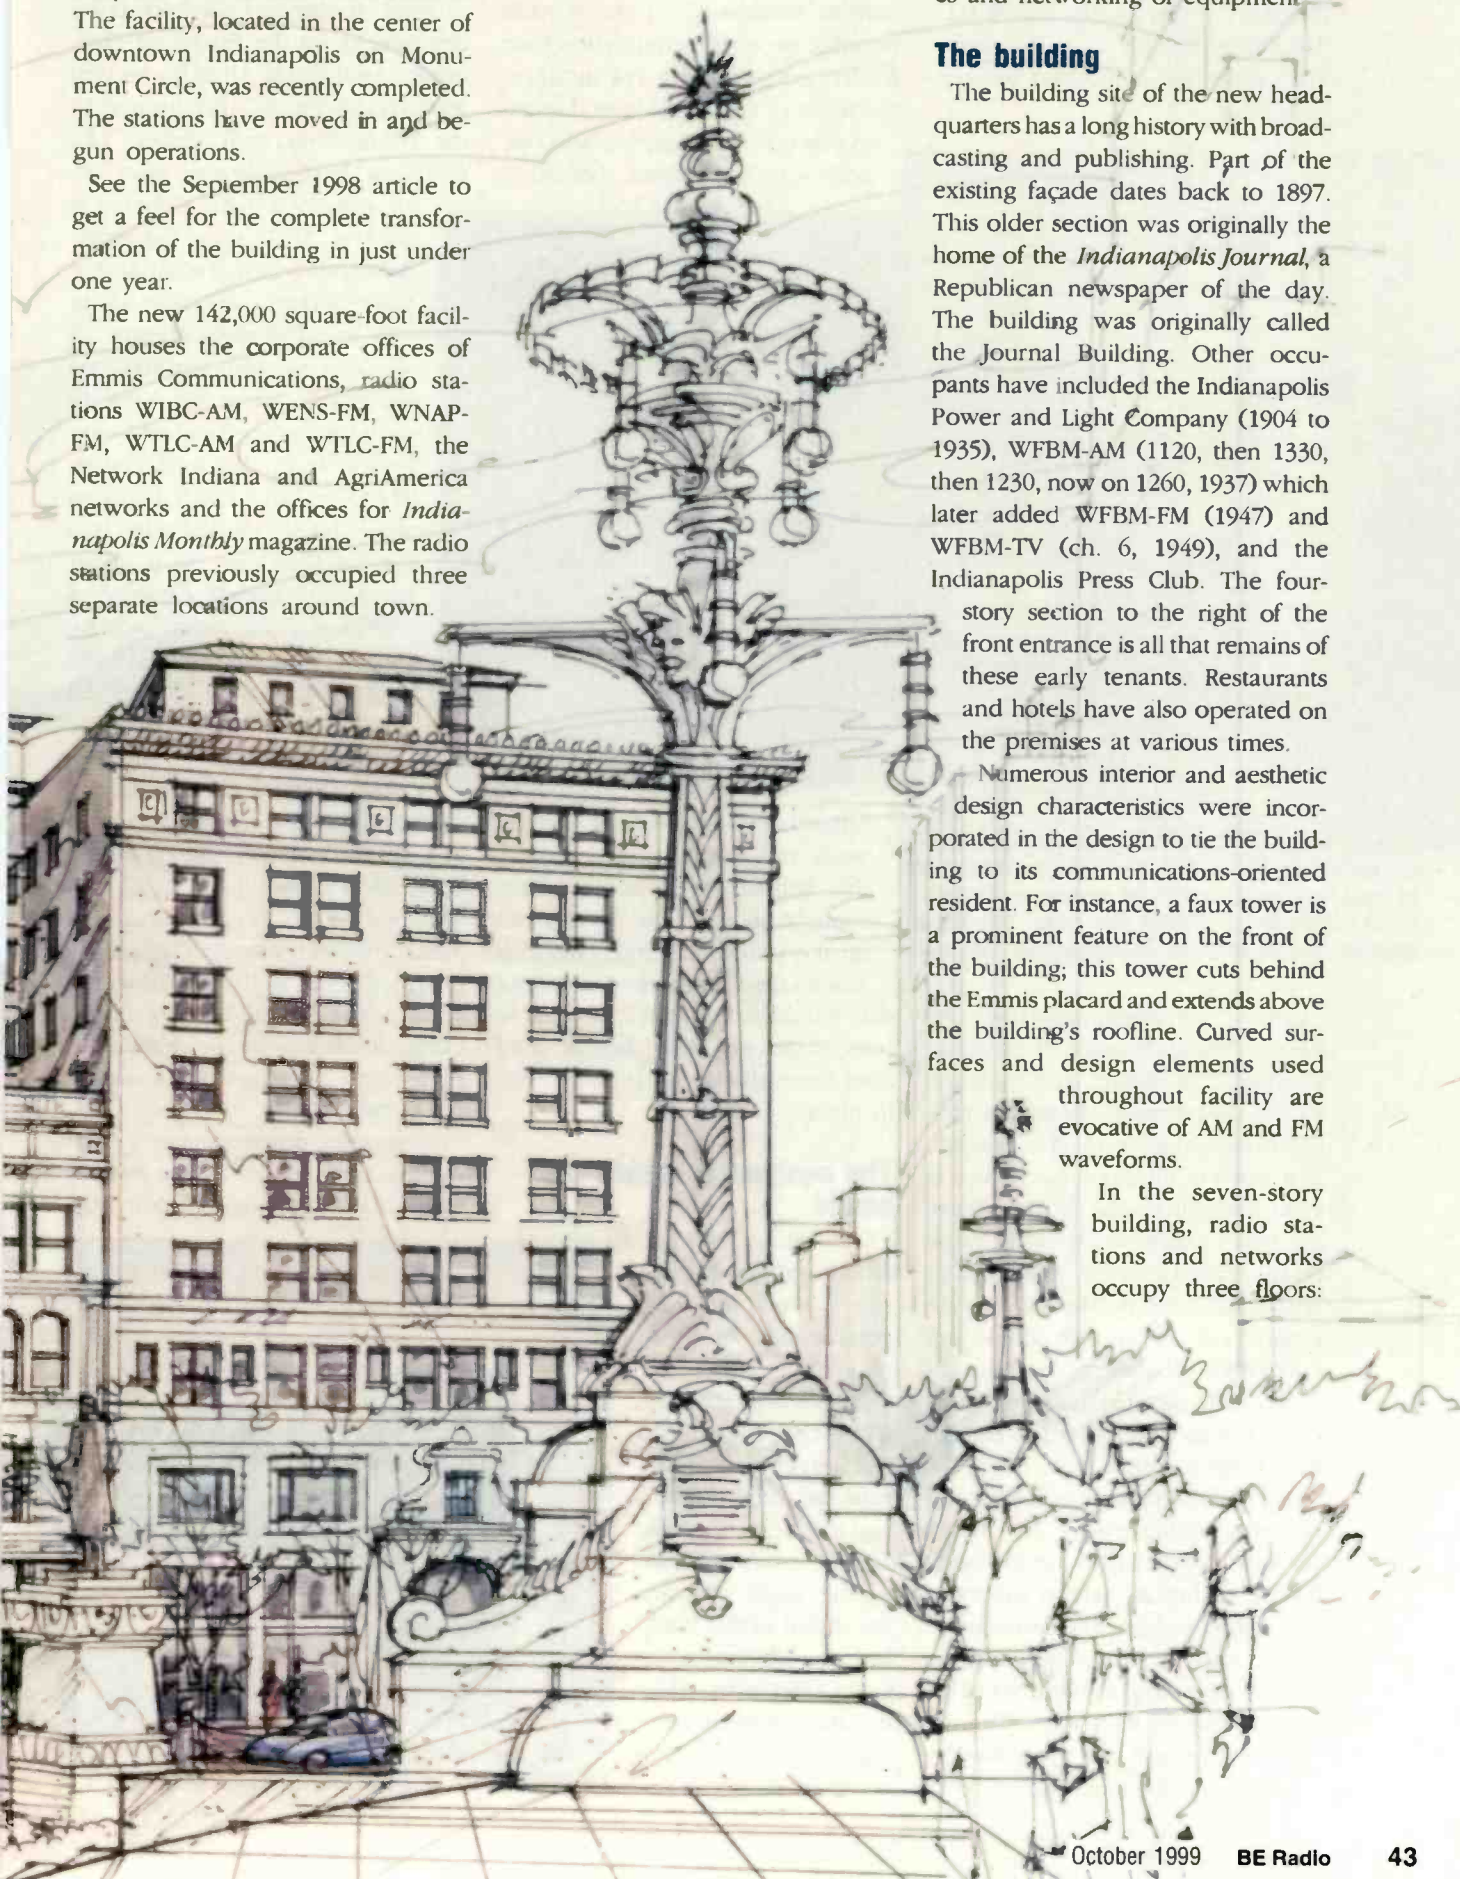 The facility, located in the center of
downtown Indianapolis on Monu-
ment Circle, was recently completed.
The stations have moved in and be-
gun operations.
See the September 1998 article to
get a feel for the complete transfor-
mation of the building in just under
one year.
The new 142,000 square-foot facil-
ity houses the corporate offices of
Emmis Communications, radio sta-
tions WIBC-AM, WENS-FM, WNAP-
FM, WTLC-AM and WTLC-FM, the
Network Indiana and AgriAmerica
networks and the offices for India-
napolis Monthly magazine. The radio
stations previously occupied three
separate locations around town.
es and networking of equipment
The building
The building site of the new head-
quarters has a long history with broad-
casting and publishing. Part of the
existing façade dates back to 1897.
This older section was originally the
home of the Indianapolis Journal, a
Republican newspaper of the day.
The building was originally called
the Journal Building. Other occu-
pants have included the Indianapolis
Power and Light Company (1904 to
1935), WFBM-AM (1120, then 1330,
then 1230, now on 1260, 1937) which
later added WFBM-FM (1947) and
WFBM-TV (ch. 6, 1949), and the
Indianapolis Press Club. The four-
story section to the right of the
front entrance is all that remains of
these early tenants. Restaurants
and hotels have also operated on
the premises at various times.
Numerous interior and aesthetic
design characteristics were incor-
porated in the design to tie the build-
ing to its communications-oriented
resident. For instance, a faux tower is
a prominent feature on the front of
the building; this tower cuts behind
the Emmis placard and extends above
the building's roofline. Curved sur-
faces and design elements used
throughout facility are
evocative of AM and FM
waveforms.
In the seven-story
building, radio sta-
tions and networks
occupy three floors:
October 1999 BE Radio 43